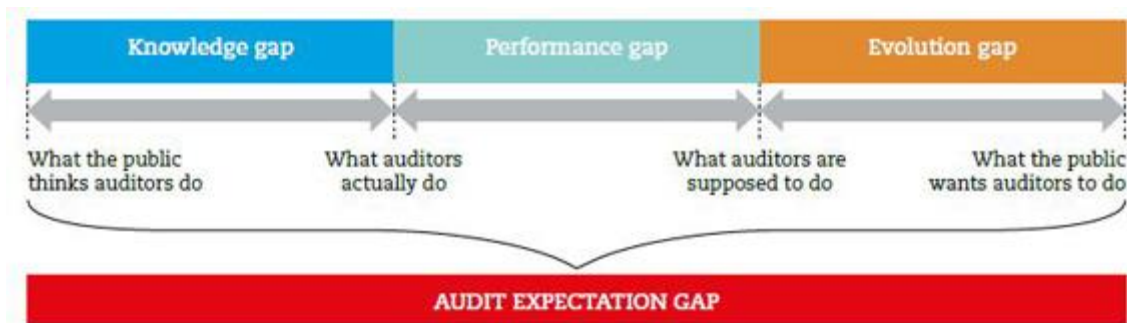 Knowledge gap
Performance gap
Evolution gap
What the public
thinks auditors do
What auditors
actually do
What auditors are
supposed to do
What the public
wants auditors to do
AUDIT EXPECTATION GAP